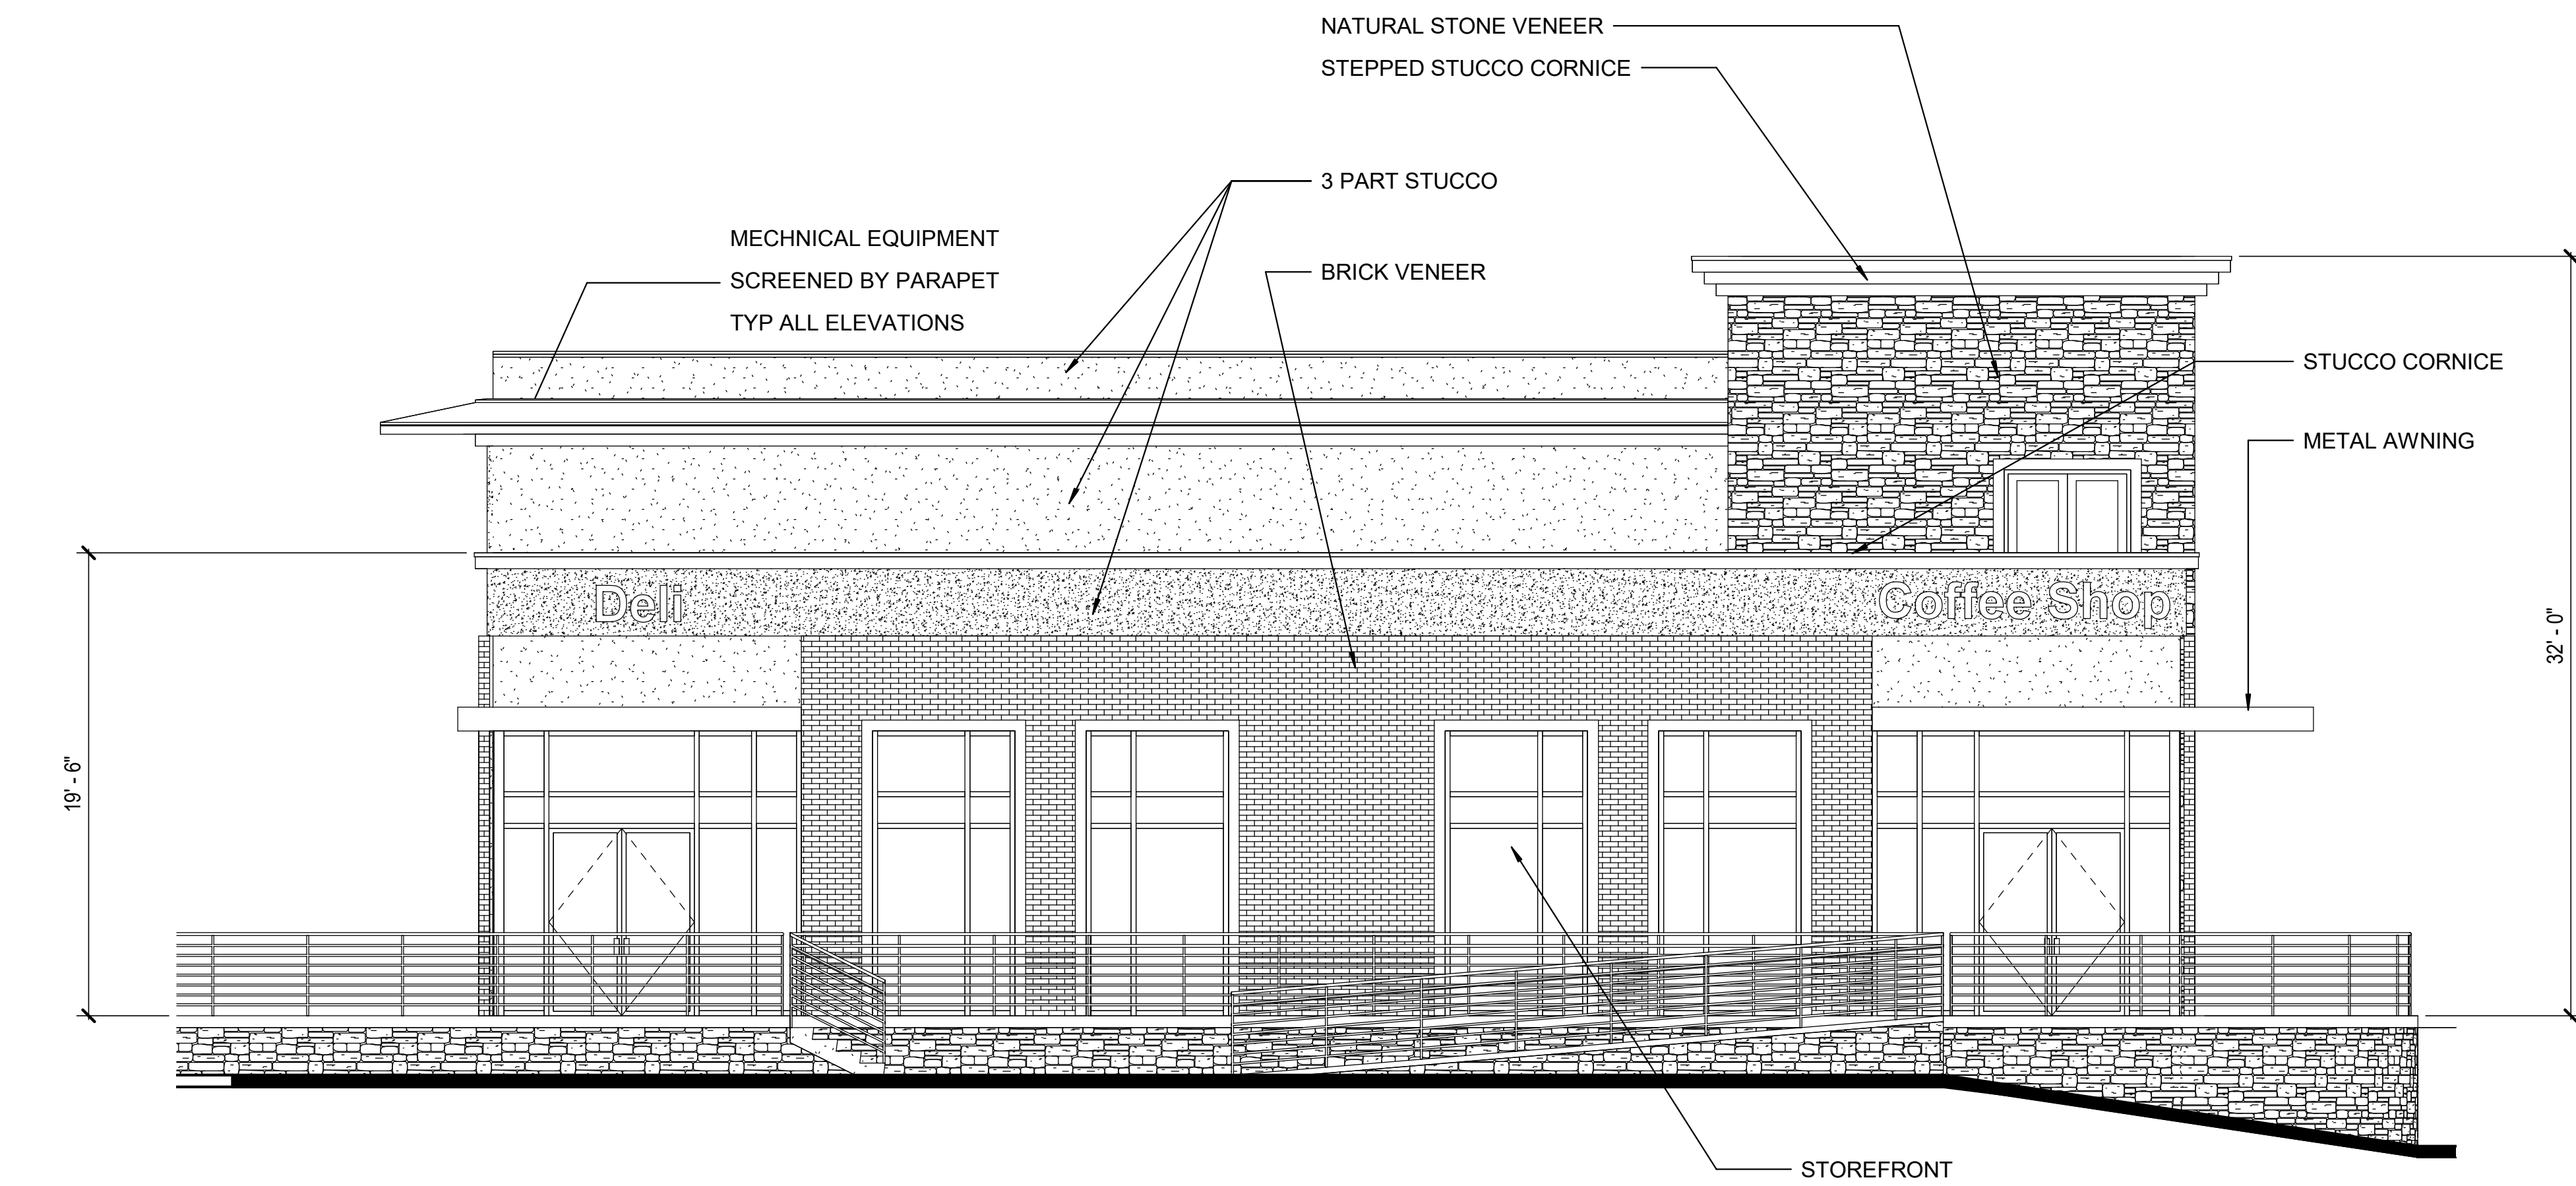 NATURAL STONE VENEER
STEPPED STUCCO CORNICE
3 PART STUCCO
MECHNICAL EQUIPMENT
SCREENED BY PARAPET
TYP ALL ELEVATIONS
BRICK VENEER
STUCCO CORNICE
METAL AWNING
Deli
Coffee Shop
32' - 0"
19' - 6"
STOREFRONT